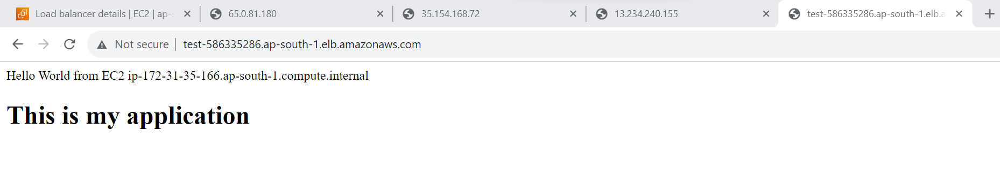 Load balancer details | EC2 | ap-s
65.0.81.180
35.154.168.72
13.234.240.155
test-586335286.ap-south-1.elb.a
Not secure | test-586335286.ap-south-1.elb.amazonaws.com
Hello World from EC2 ip-172-31-35-166.ap-south-1.compute.internal
This is my application